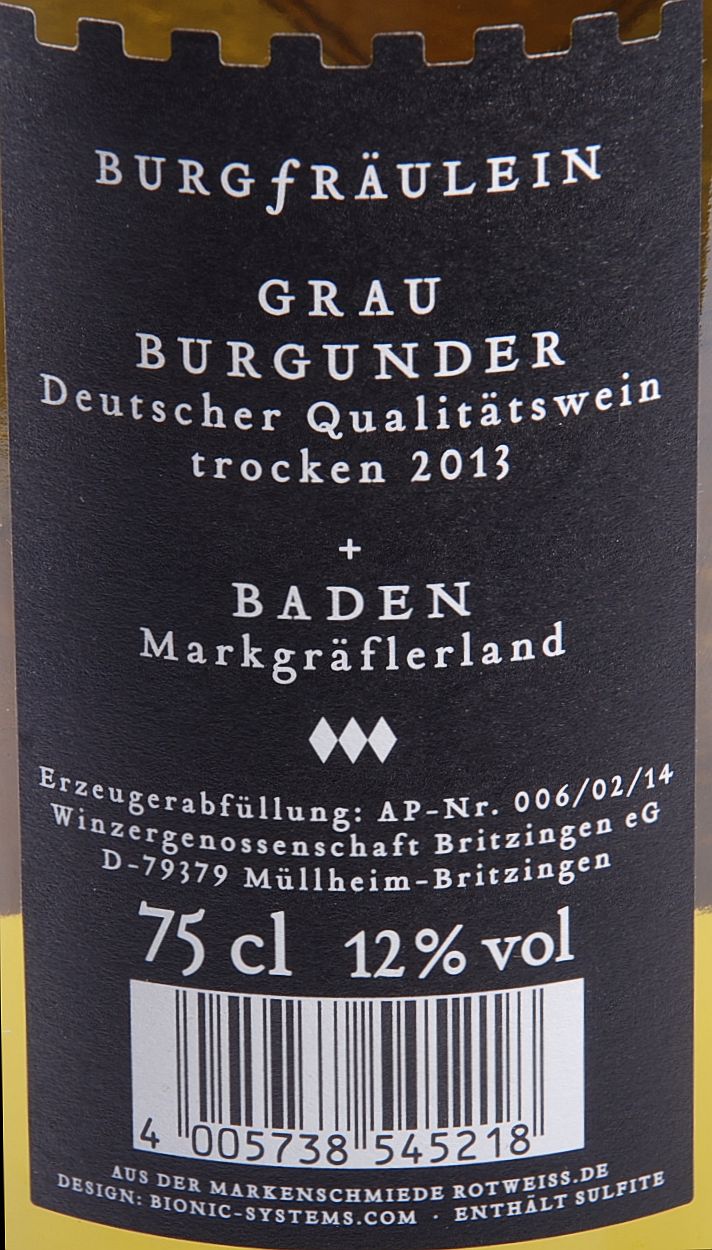 BURGfRÄULEIN
GRAU
BURGUNDER
Deutscher Qualitätswein
trocken 2013
+
BADEN
Markgräflerland
Erzeugerabfüllung: AP-Nr. 006/02/14
Winzergenossenschaft Britzingen eG
D-79379 Müllheim-Britzingen
75 cl 12% vol
4 005738 545218
AUS DER MARKENSCHMIEDE ROTWEISS.DE
DESIGN: BIONIC-SYSTEMS.COM · ENTHÄLT SULFITE